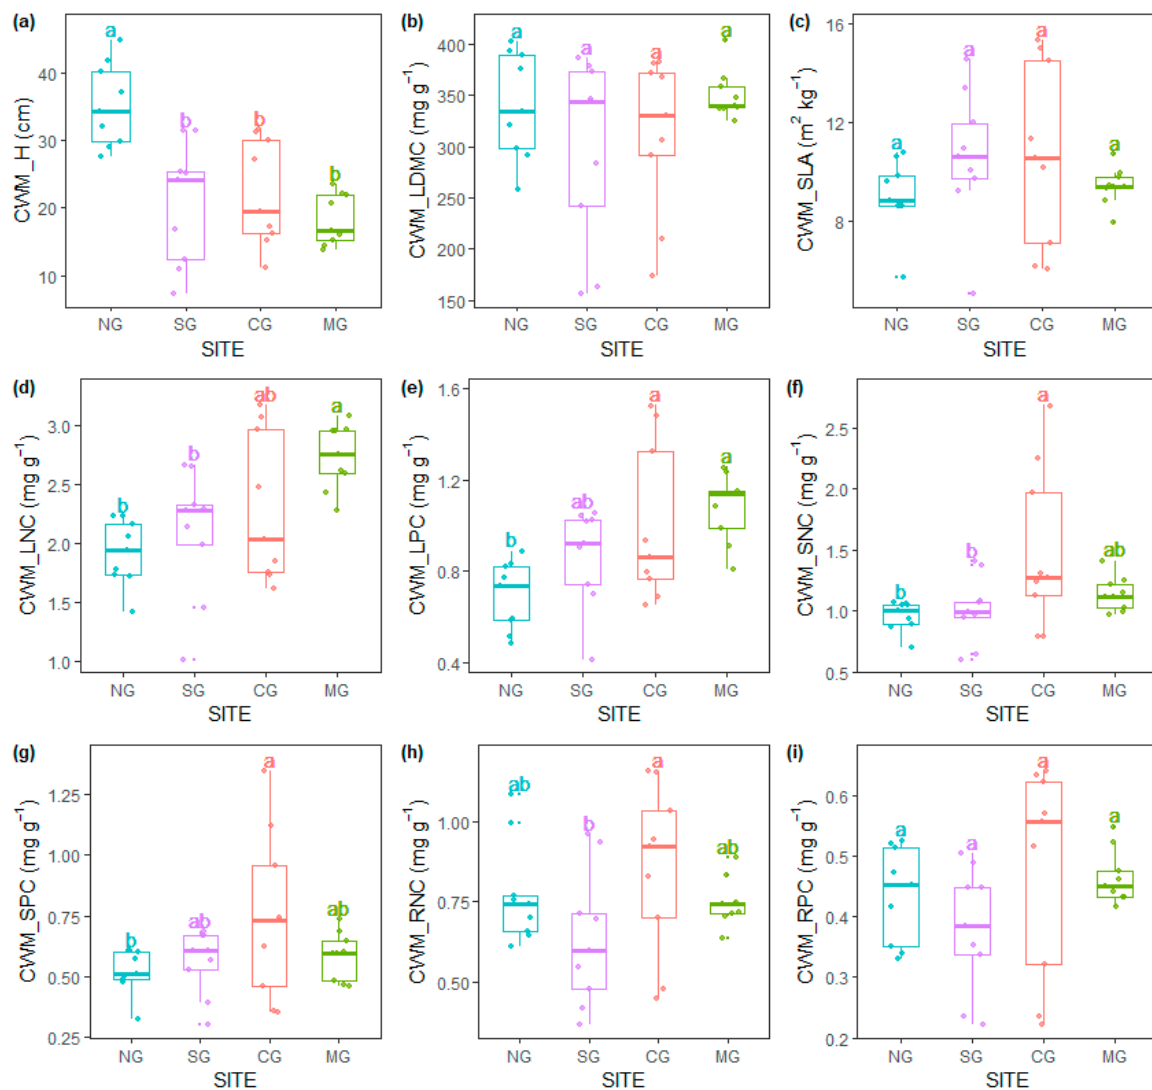 (a)
CWM_H (cm)
40
30
20
10
a
b
b
b
NG SG CG MG
SITE
(b)
CWM_LDMC (mg g⁻¹)
400
350
300
250
200
150
a
a
a
a
NG SG CG MG
SITE
(c)
CWM_SLA (m² kg⁻¹)
16
12
8
a
a
a
a
NG SG CG MG
SITE
(d)
CWM_LNC (mg g⁻¹)
3.0
2.5
2.0
1.5
1.0
b
b
ab
a
NG SG CG MG
SITE
(e)
CWM_LPC (mg g⁻¹)
1.6
1.2
0.8
0.4
b
ab
a
a
NG SG CG MG
SITE
(f)
CWM_SNC (mg g⁻¹)
2.5
2.0
1.5
1.0
0.5
b
b
a
ab
NG SG CG MG
SITE
(g)
CWM_SPC (mg g⁻¹)
1.25
1.00
0.75
0.50
0.25
b
ab
a
ab
NG SG CG MG
SITE
(h)
CWM_RNC (mg g⁻¹)
1.00
0.75
0.50
ab
b
a
ab
NG SG CG MG
SITE
(i)
CWM_RPC (mg g⁻¹)
0.6
0.5
0.4
0.3
0.2
a
a
a
a
NG SG CG MG
SITE